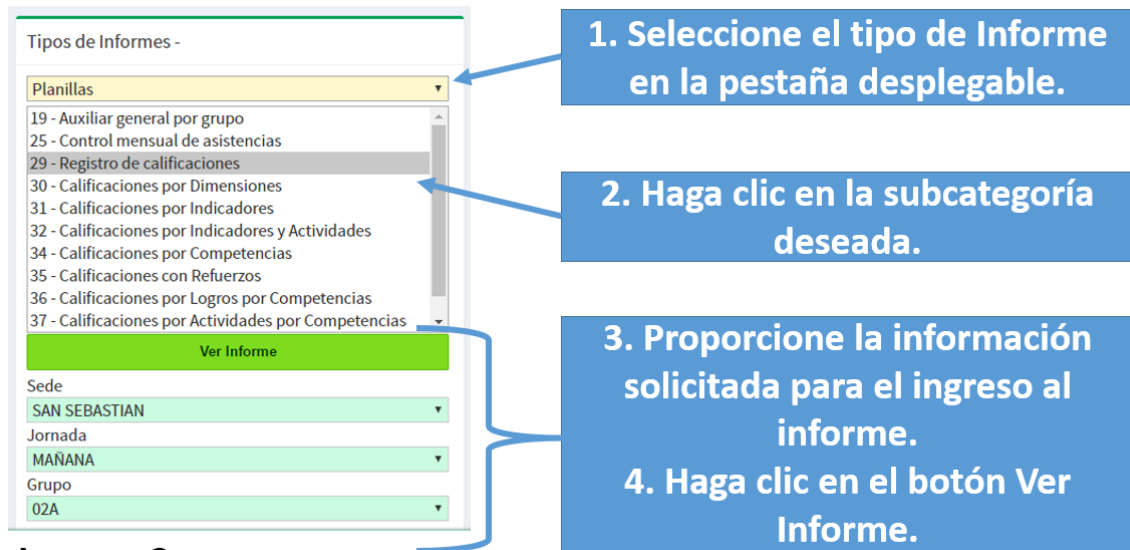 Tipos de Informes -
Planillas
19 - Auxiliar general por grupo
25 - Control mensual de asistencias
29 - Registro de calificaciones
30 - Calificaciones por Dimensiones
31 - Calificaciones por Indicadores
32 - Calificaciones por Indicadores y Actividades
34 - Calificaciones por Competencias
35 - Calificaciones con Refuerzos
36 - Calificaciones por Logros por Competencias
37 - Calificaciones por Actividades por Competencias
Ver Informe
Sede
SAN SEBASTIAN
Jornada
MAÑANA
Grupo
02A
1. Seleccione el tipo de Informe
en la pestaña desplegable.
2. Haga clic en la subcategoría
deseada.
3. Proporcione la información
solicitada para el ingreso al
informe.
4. Haga clic en el botón Ver
Informe.